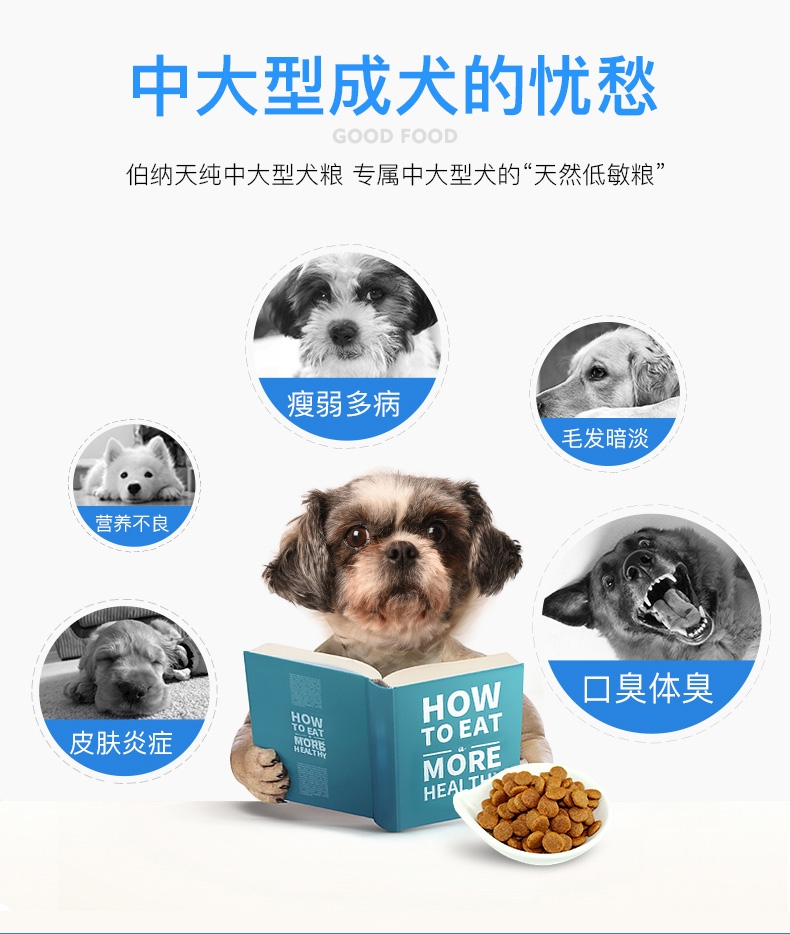 中大型成犬的忧愁
GOOD FOOD
伯纳天纯中大型犬粮 专属中大型犬的“天然低敏粮”
瘦弱多病
毛发暗淡
营养不良
口臭体臭
皮肤炎症
HOW
TO EAT
MORE
HEALTHY
HOW
TO EAT
a
MORE
HEALTHY